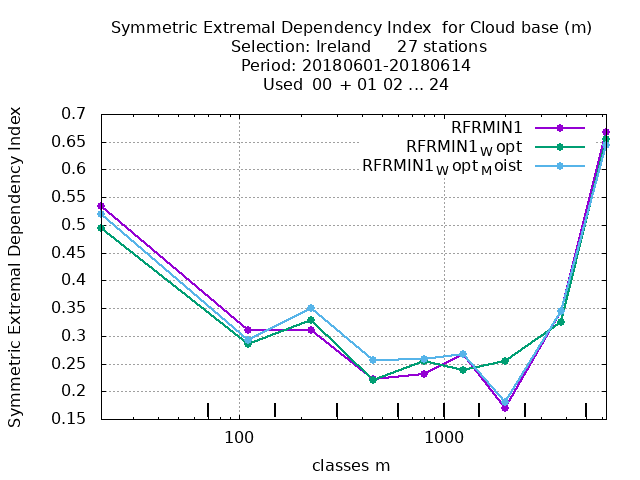 Symmetric Extremal Dependency Index  for Cloud base (m)
Selection: Ireland     27 stations
Period: 20180601-20180614
Used  00  + 01 02 ... 24
Symmetric Extremal Dependency Index
0.7
0.65
0.6
0.55
0.5
0.45
0.4
0.35
0.3
0.25
0.2
0.15
RFRMIN1
RFRMIN1Wopt
RFRMIN1WoptMoist
100
1000
classes m